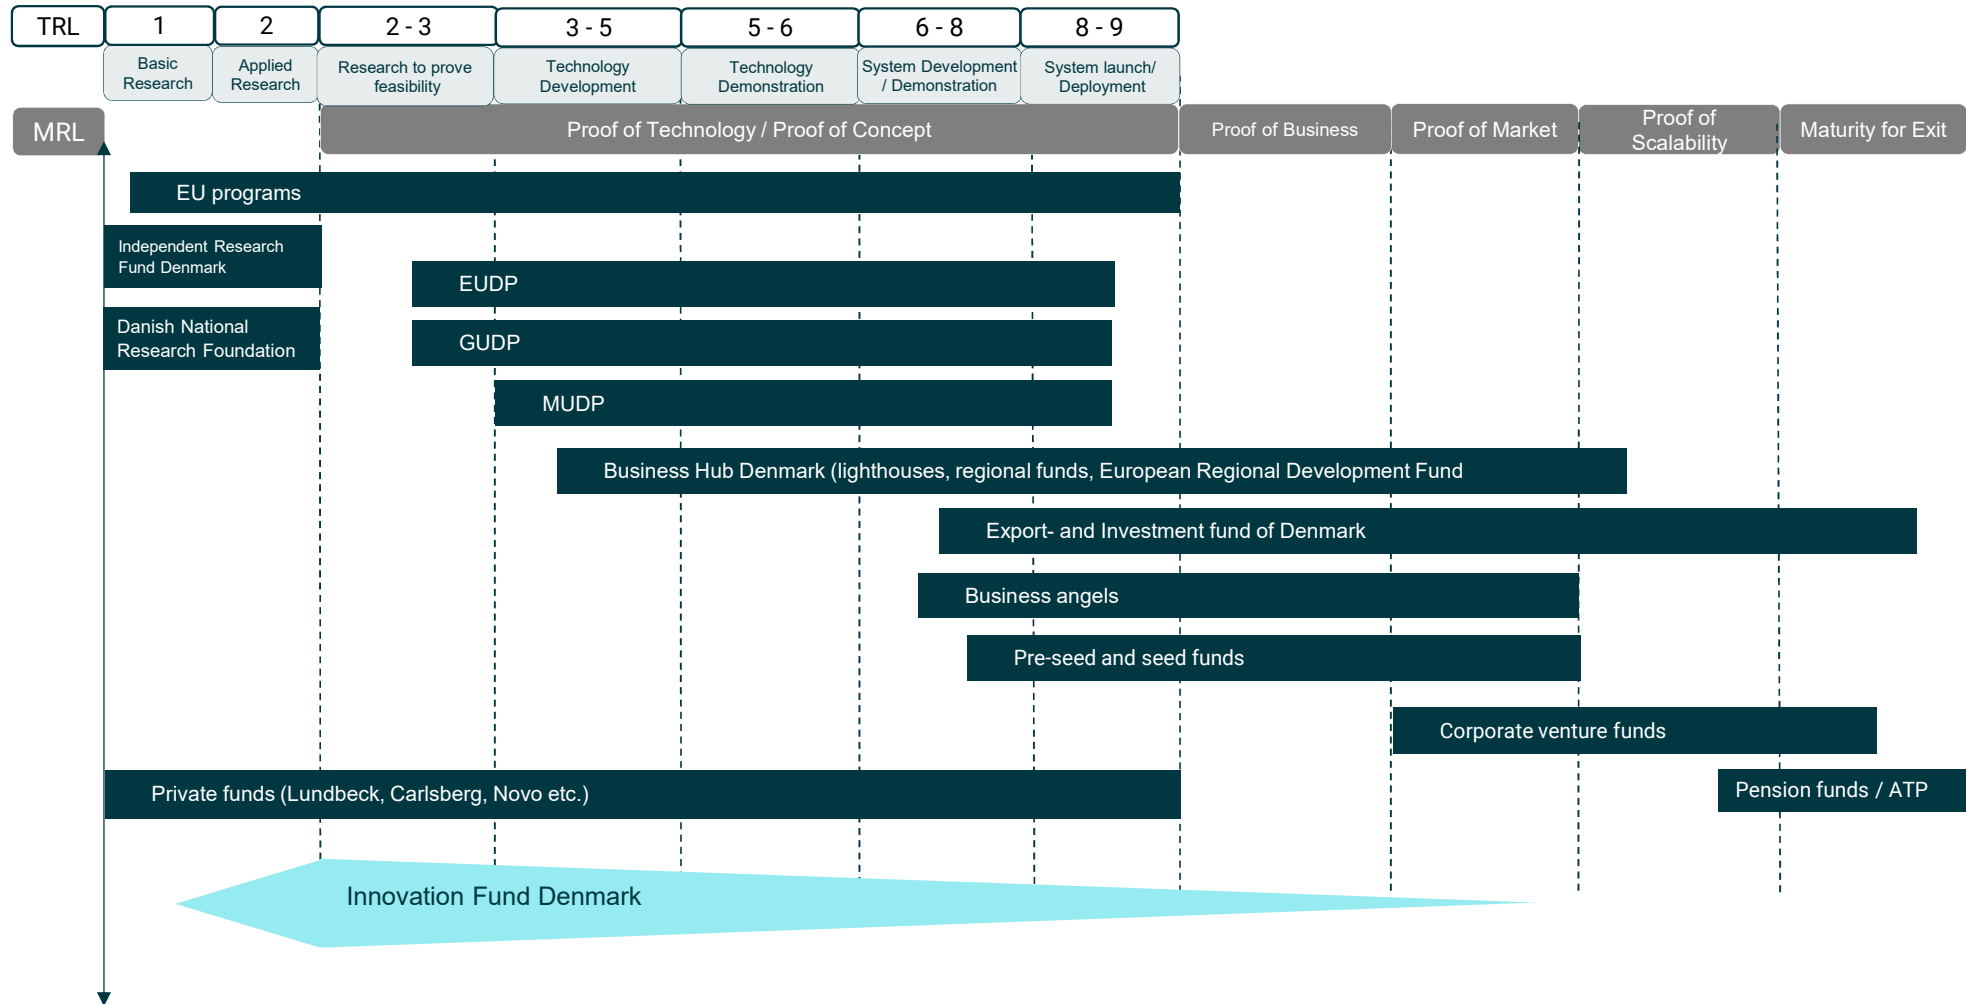 TRL
1
2
2 - 3
3 - 5
5 - 6
6 - 8
8 - 9
Basic
Research
Applied
Research
Research to prove
feasibility
Technology
Development
Technology
Demonstration
System Development
/ Demonstration
System launch/
Deployment
MRL
Proof of Technology / Proof of Concept
Proof of Business
Proof of Market
Proof of
Scalability
Maturity for Exit
EU programs
Independent Research
Fund Denmark
EUDP
Danish National
Research Foundation
GUDP
MUDP
Business Hub Denmark (lighthouses, regional funds, European Regional Development Fund
Export- and Investment fund of Denmark
Business angels
Pre-seed and seed funds
Corporate venture funds
Private funds (Lundbeck, Carlsberg, Novo etc.)
Pension funds / ATP
Innovation Fund Denmark